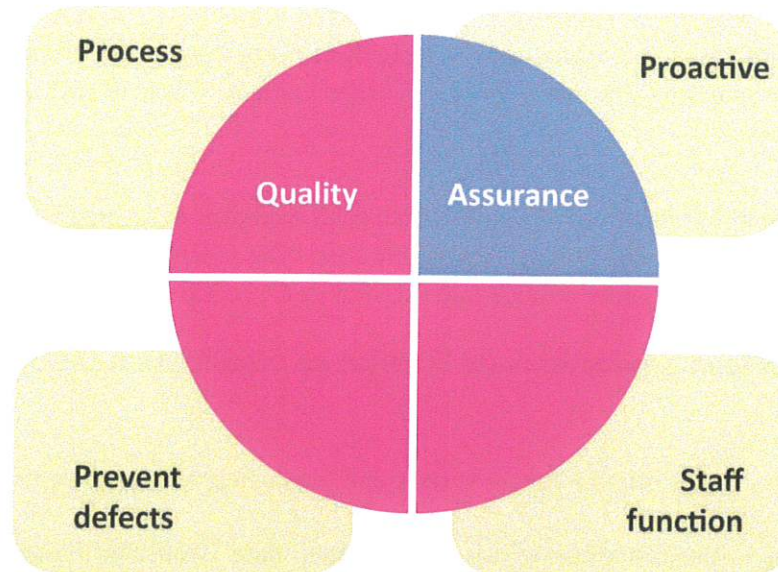 Process
Proactive
Quality
Assurance
Prevent
defects
Staff
function